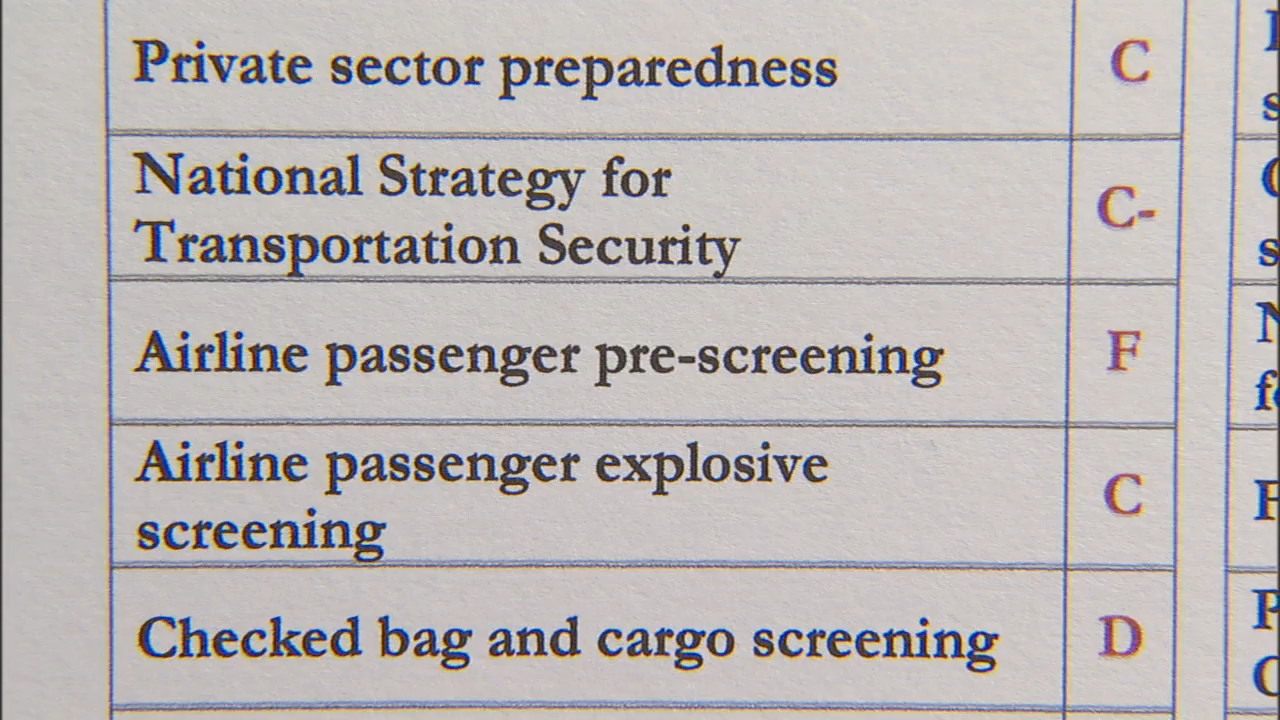 Private sector preparedness C
National Strategy for
Transportation Security C-
Airline passenger pre-screening F
Airline passenger explosive
screening C
Checked bag and cargo screening D